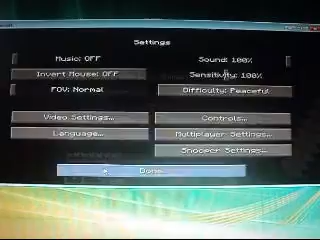 Settings
Music: OFF
Sound: 100%
Invert Mouse: OFF
Sensitivity: 100%
FOV: Normal
Difficulty: Peaceful
Video Settings...
Controls...
Language...
Multiplayer Settings...
Snooper Settings...
Done